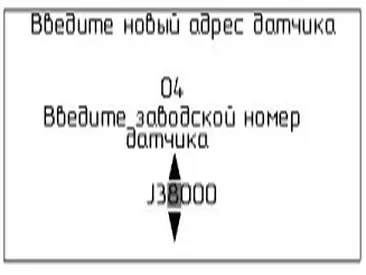 Введите новый адрес датчика
04
Введите заводской номер
датчика
J38000